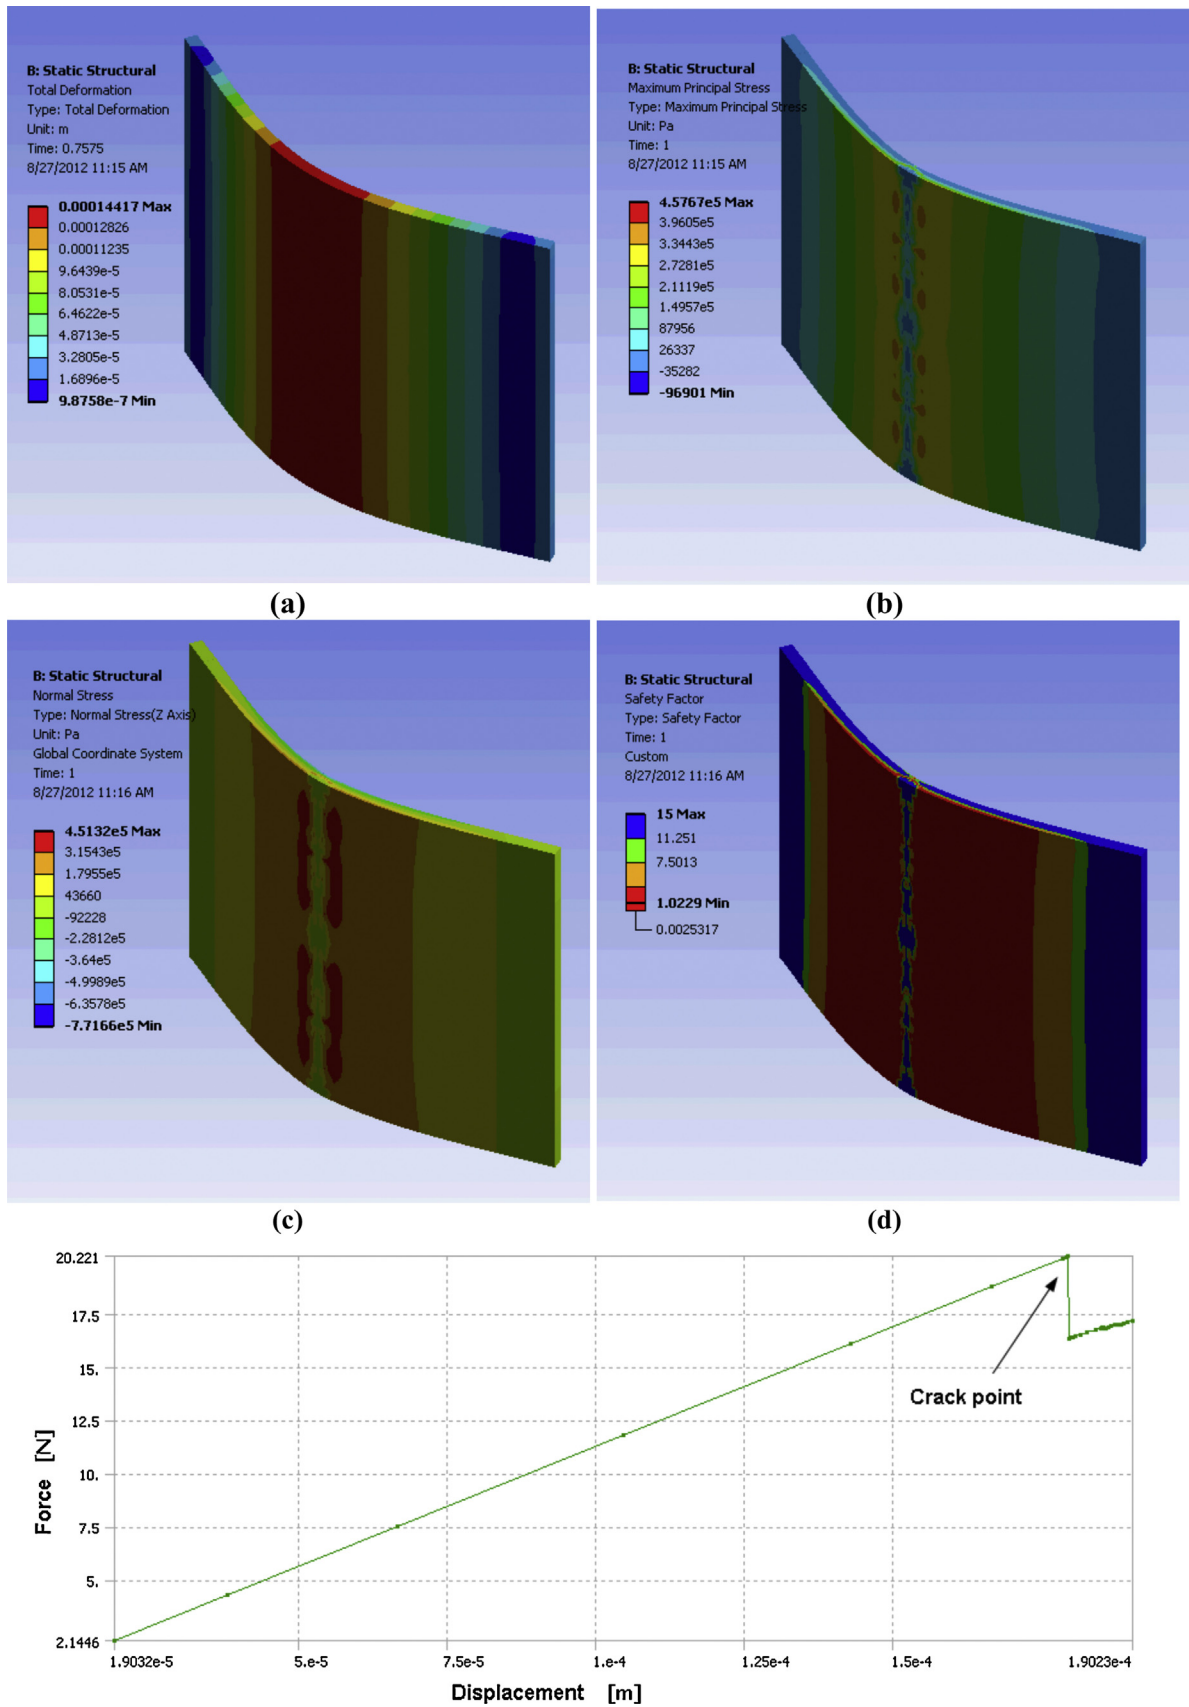 B: Static Structural
Total Deformation
Type: Total Deformation
Unit: m
Time: 0.7575
8/27/2012 11:15 AM
0.00014417 Max
0.00012826
0.00011235
9.6439e-5
8.0531e-5
6.4622e-5
4.8713e-5
3.2805e-5
1.6896e-5
9.8758e-7 Min
(a)
B: Static Structural
Maximum Principal Stress
Type: Maximum Principal Stress
Unit: Pa
Time: 1
8/27/2012 11:15 AM
4.5767e5 Max
3.9605e5
3.3443e5
2.7281e5
2.1119e5
1.4957e5
87956
26337
-35282
-96901 Min
(b)
B: Static Structural
Normal Stress
Type: Normal Stress(Z Axis)
Unit: Pa
Global Coordinate System
Time: 1
8/27/2012 11:16 AM
4.5132e5 Max
3.1543e5
1.7955e5
43660
-92228
-2.2812e5
-3.64e5
-4.9989e5
-6.3578e5
-7.7166e5 Min
(c)
B: Static Structural
Safety Factor
Type: Safety Factor
Time: 1
Custom
8/27/2012 11:16 AM
15 Max
11.251
7.5013
1.0229 Min
0.0025317
(d)
20.221
17.5
15.
12.5
10.
7.5
5.
2.1446
Force [N]
Crack point
1.9032e-5
5.e-5
7.5e-5
1.e-4
1.25e-4
1.5e-4
1.9023e-4
Displacement [m]